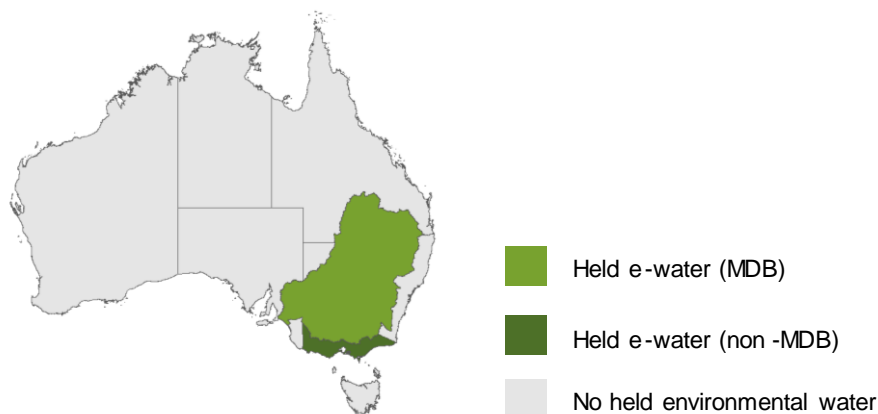 Held e-water (MDB)
Held e-water (non -MDB)
No held environmental water